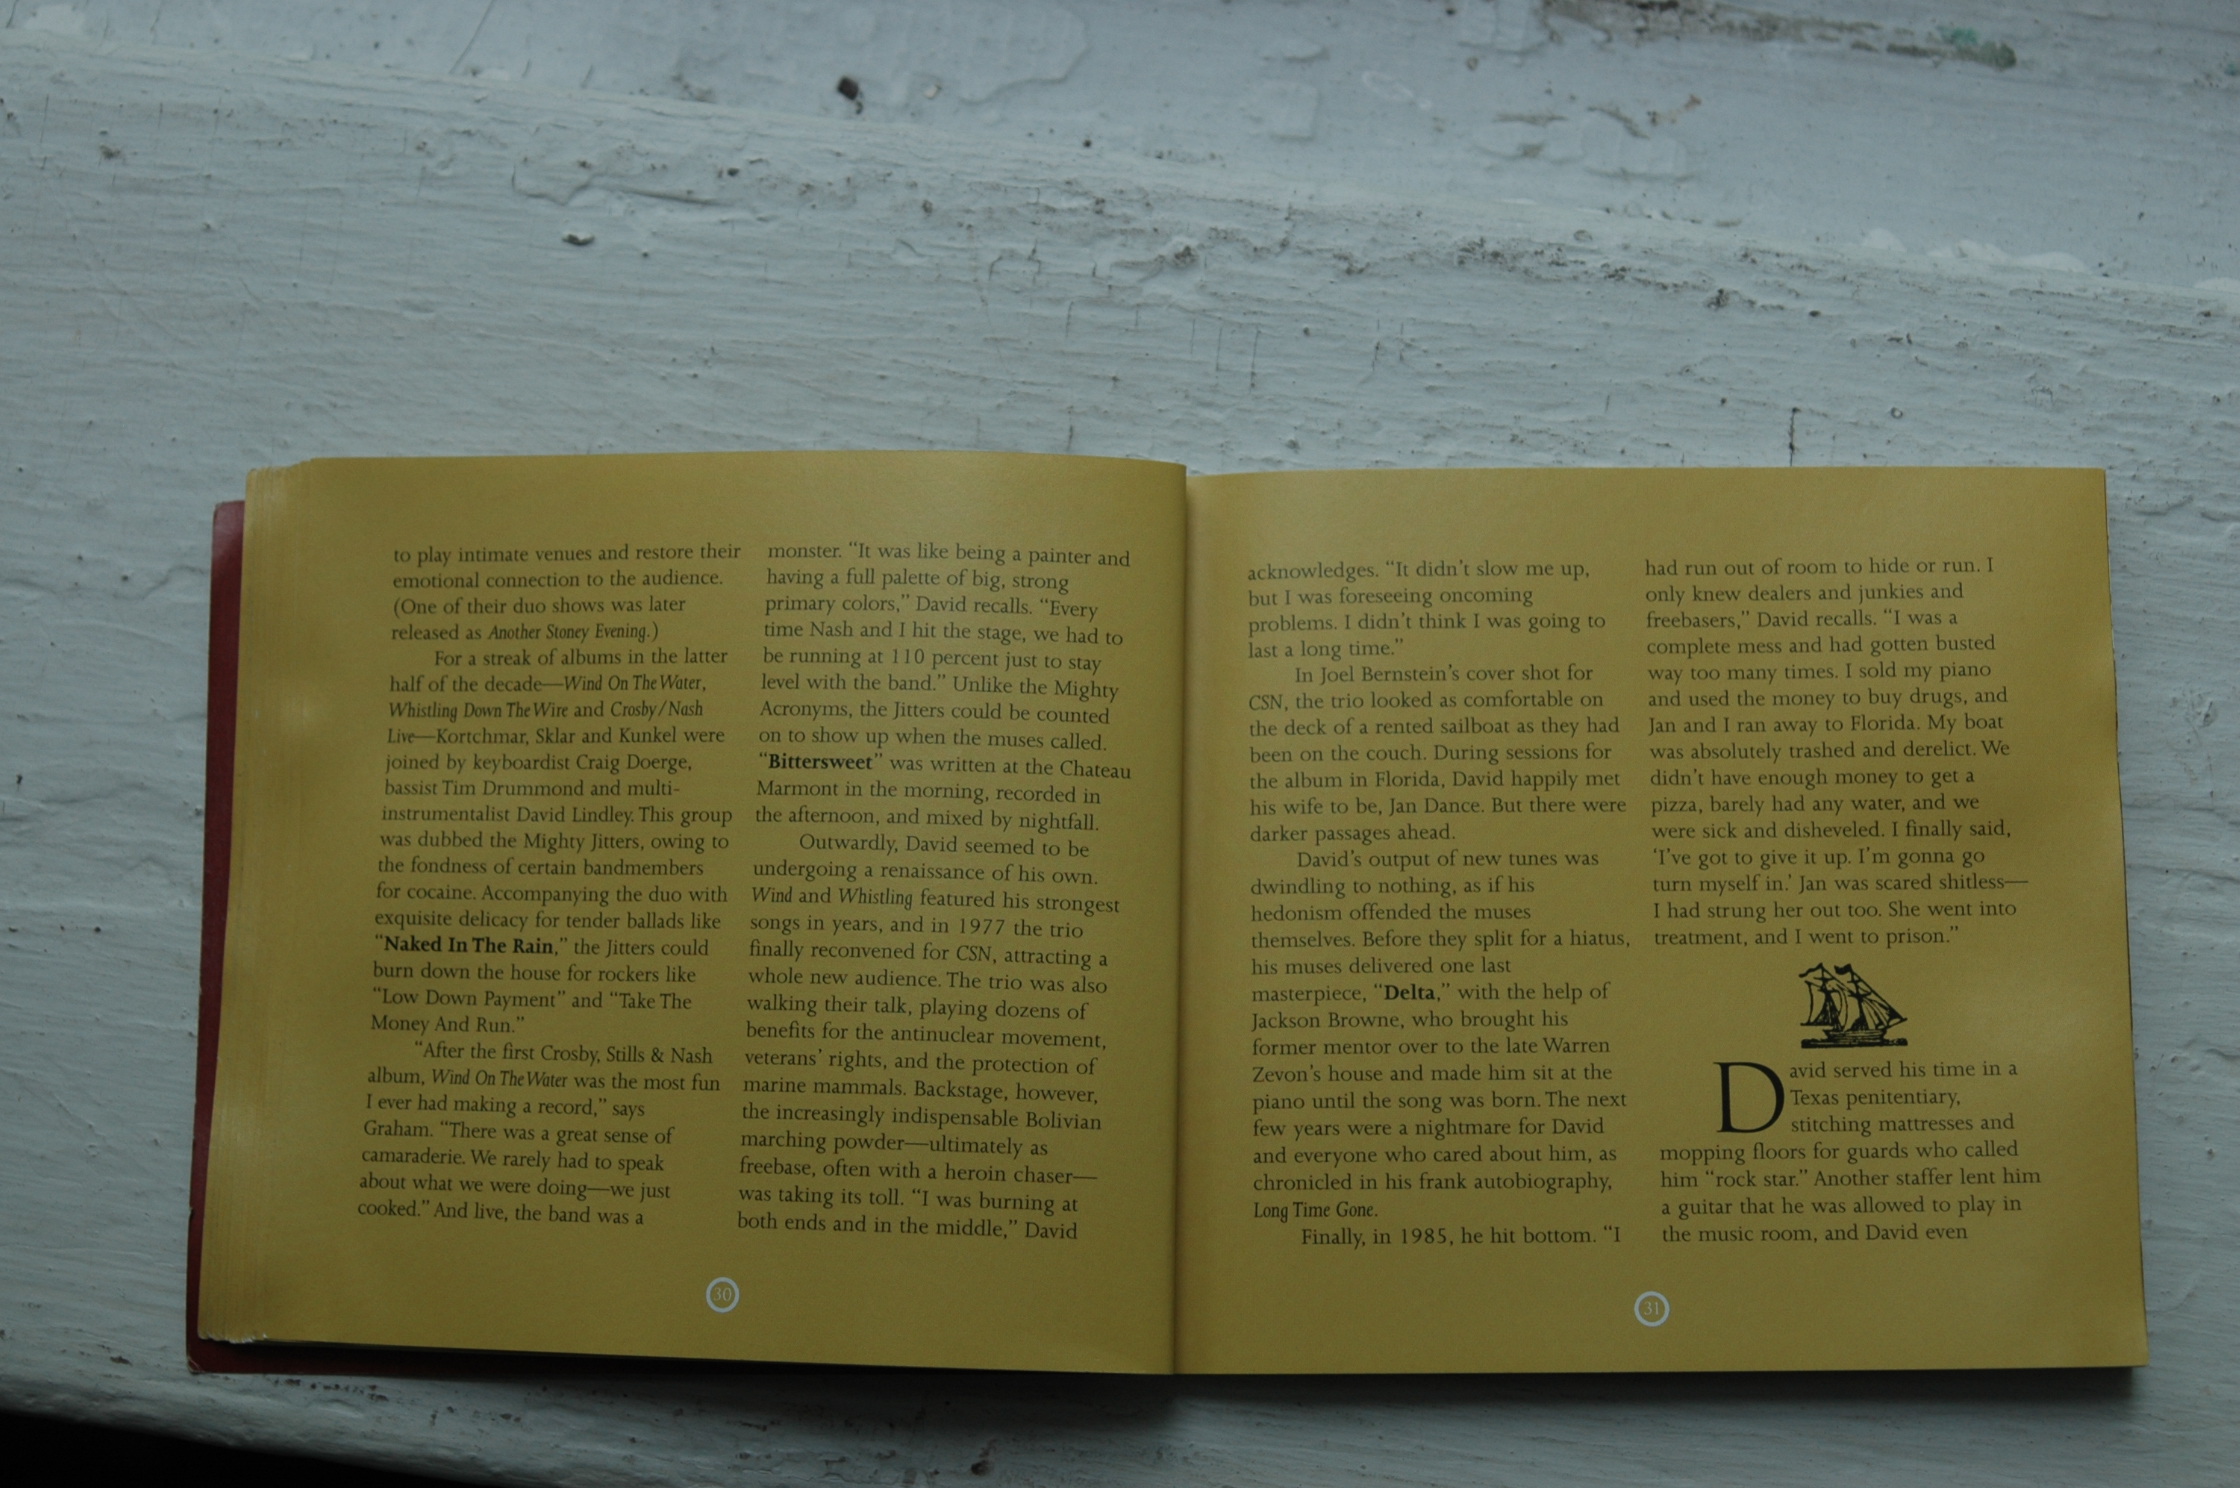 to play intimate venues and restore their
emotional connection to the audience.
(One of their duo shows was later
released as Another Stoney Evening.)
For a streak of albums in the latter
half of the decade—Wind On The Water,
Whistling Down The Wire and Crosby/Nash
Live—Kortchmar, Sklar and Kunkel were
joined by keyboardist Craig Doerge,
bassist Tim Drummond and multi-
instrumentalist David Lindley. This group
was dubbed the Mighty Jitters, owing to
the fondness of certain bandmembers
for cocaine. Accompanying the duo with
exquisite delicacy for tender ballads like
“Naked In The Rain,” the Jitters could
burn down the house for rockers like
“Low Down Payment” and “Take The
Money And Run.”
“After the first Crosby, Stills & Nash
album, Wind On The Water was the most fun
I ever had making a record,” says
Graham. “There was a great sense of
camaraderie. We rarely had to speak
about what we were doing—we just
cooked.” And live, the band was a
monster. “It was like being a painter and
having a full palette of big, strong
primary colors,” David recalls. “Every
time Nash and I hit the stage, we had to
be running at 110 percent just to stay
level with the band.” Unlike the Mighty
Acronyms, the Jitters could be counted
on to show up when the muses called.
“Bittersweet” was written at the Chateau
Marmont in the morning, recorded in
the afternoon, and mixed by nightfall.
Outwardly, David seemed to be
undergoing a renaissance of his own.
Wind and Whistling featured his strongest
songs in years, and in 1977 the trio
finally reconvened for CSN, attracting a
whole new audience. The trio was also
walking their talk, playing dozens of
benefits for the antinuclear movement,
veterans’ rights, and the protection of
marine mammals. Backstage, however,
the increasingly indispensable Bolivian
marching powder—ultimately as
freebase, often with a heroin chaser—
was taking its toll. “I was burning at
both ends and in the middle,” David
30
acknowledges. “It didn’t slow me up,
but I was foreseeing oncoming
problems. I didn’t think I was going to
last a long time.”
In Joel Bernstein’s cover shot for
CSN, the trio looked as comfortable on
the deck of a rented sailboat as they had
been on the couch. During sessions for
the album in Florida, David happily met
his wife to be, Jan Dance. But there were
darker passages ahead.
David’s output of new tunes was
dwindling to nothing, as if his
hedonism offended the muses
themselves. Before they split for a hiatus,
his muses delivered one last
masterpiece, “Delta,” with the help of
Jackson Browne, who brought his
former mentor over to the late Warren
Zevon’s house and made him sit at the
piano until the song was born. The next
few years were a nightmare for David
and everyone who cared about him, as
chronicled in his frank autobiography,
Long Time Gone.
Finally, in 1985, he hit bottom. “I
had run out of room to hide or run. I
only knew dealers and junkies and
freebasers,” David recalls. “I was a
complete mess and had gotten busted
way too many times. I sold my piano
and used the money to buy drugs, and
Jan and I ran away to Florida. My boat
was absolutely trashed and derelict. We
didn’t have enough money to get a
pizza, barely had any water, and we
were sick and disheveled. I finally said,
‘I’ve got to give it up. I’m gonna go
turn myself in.’ Jan was scared shitless—
I had strung her out too. She went into
treatment, and I went to prison.”
David served his time in a
Texas penitentiary,
stitching mattresses and
mopping floors for guards who called
him “rock star.” Another staffer lent him
a guitar that he was allowed to play in
the music room, and David even
31